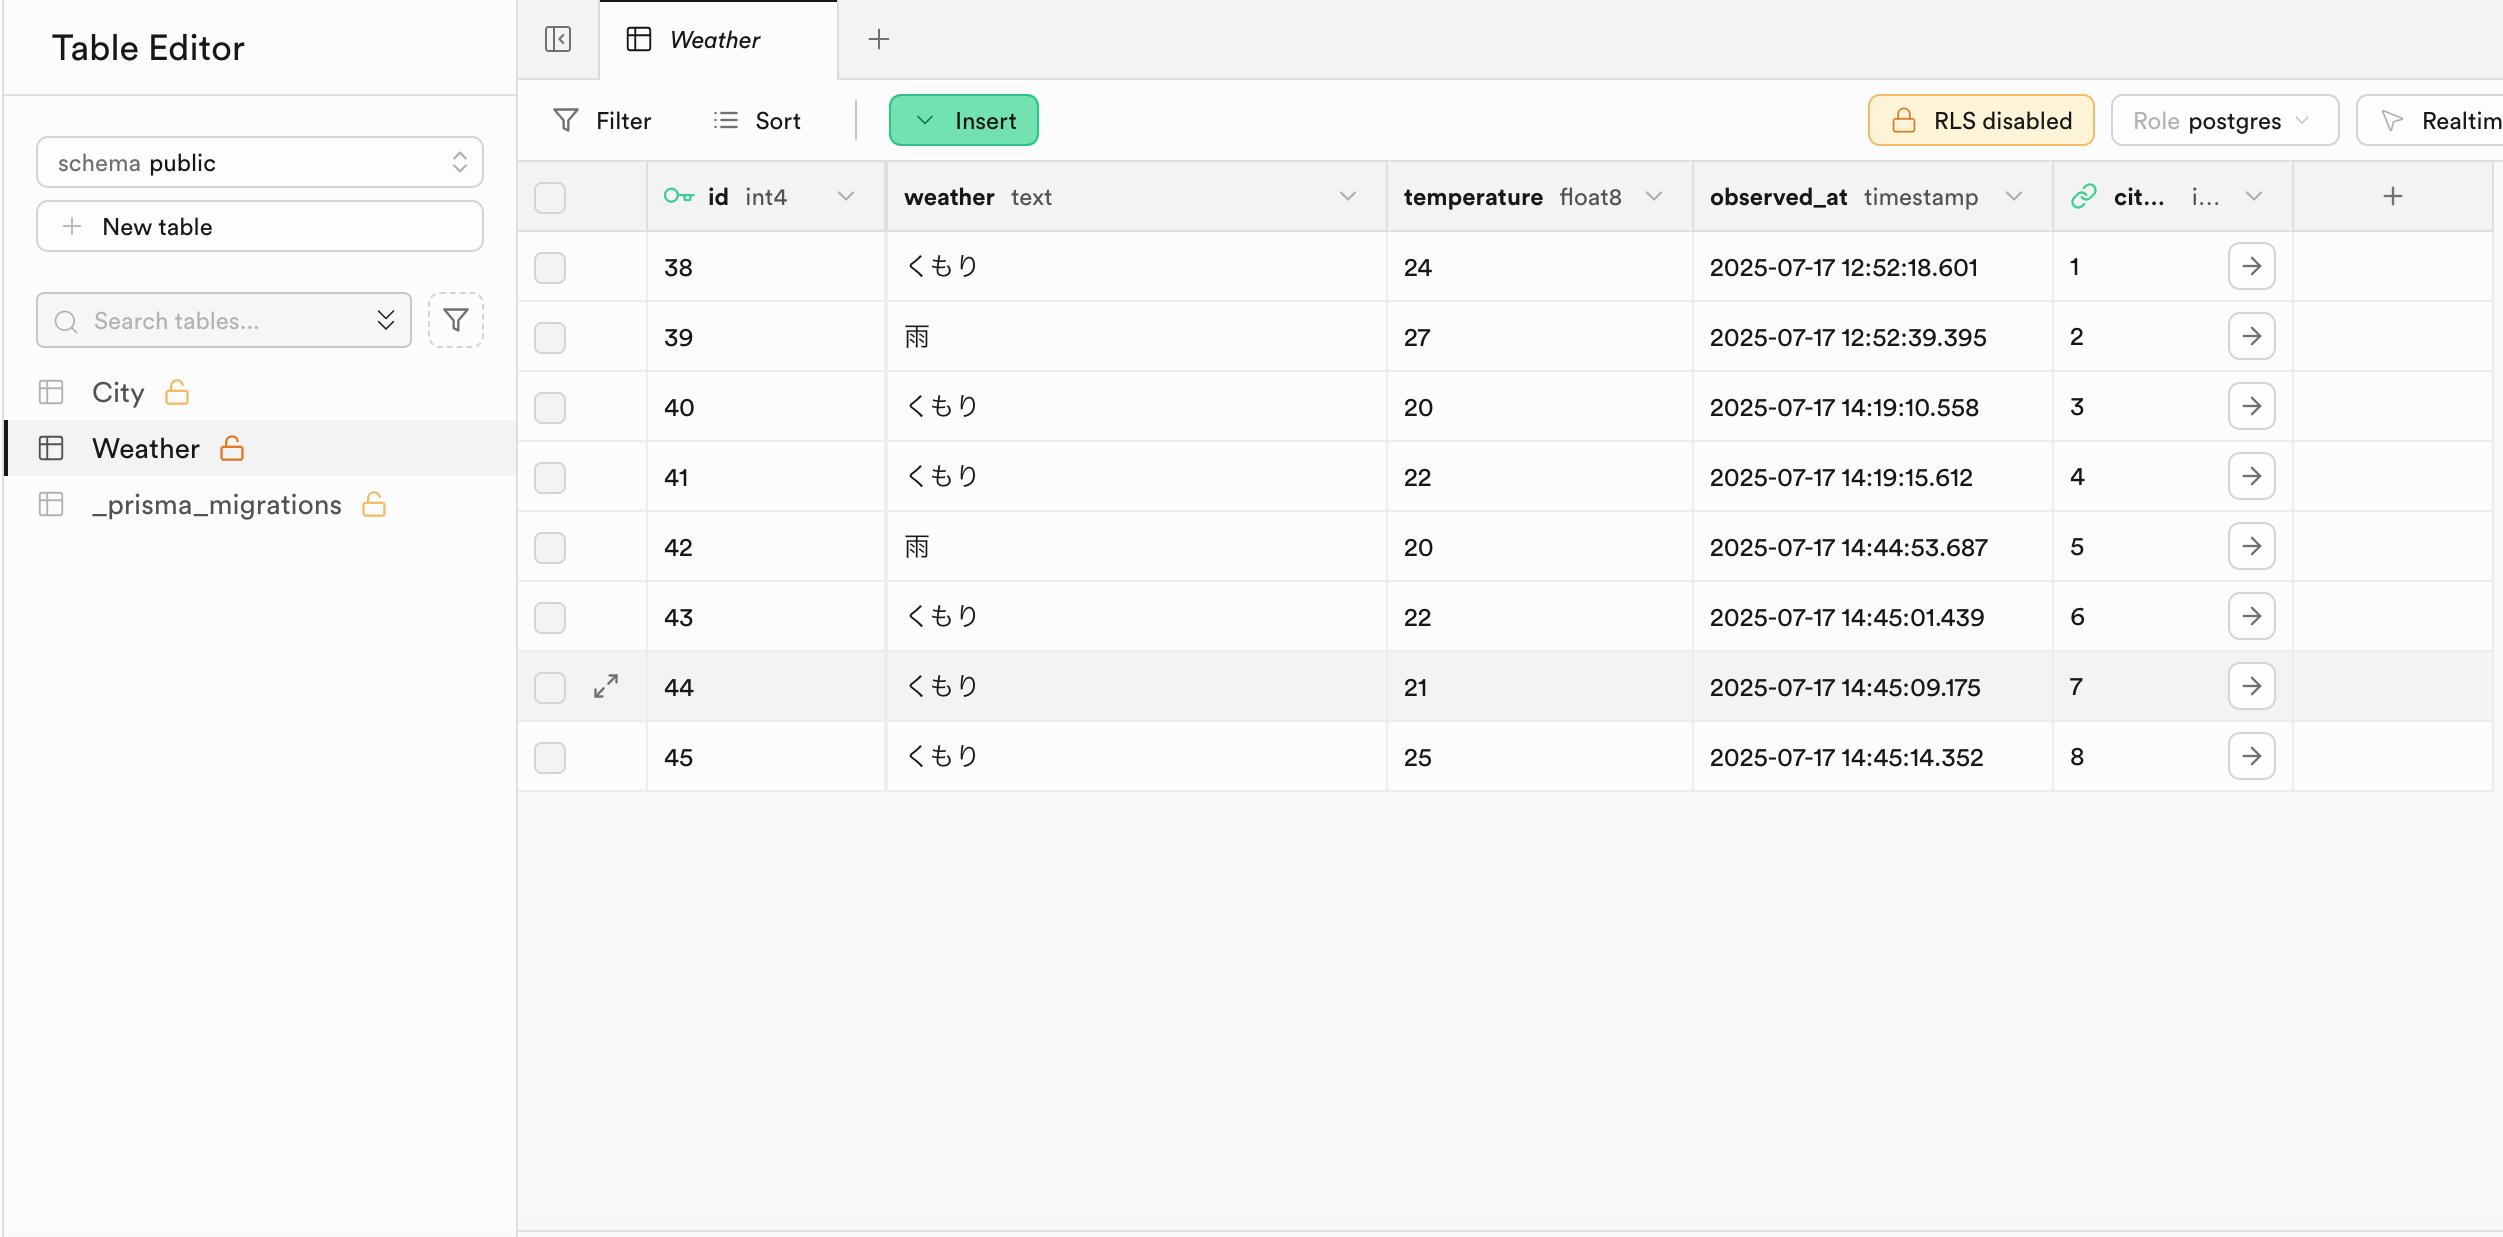 Table Editor
Weather
Filter
Sort
Insert
RLS disabled
Role postgres
Realtim
schema public
New table
Search tables...
City
Weather
_prisma_migrations
id int4 weather text temperature float8 observed_at timestamp cit... i...
38 くもり 24 2025-07-17 12:52:18.601 1
39 雨 27 2025-07-17 12:52:39.395 2
40 くもり 20 2025-07-17 14:19:10.558 3
41 くもり 22 2025-07-17 14:19:15.612 4
42 雨 20 2025-07-17 14:44:53.687 5
43 くもり 22 2025-07-17 14:45:01.439 6
44 くもり 21 2025-07-17 14:45:09.175 7
45 くもり 25 2025-07-17 14:45:14.352 8